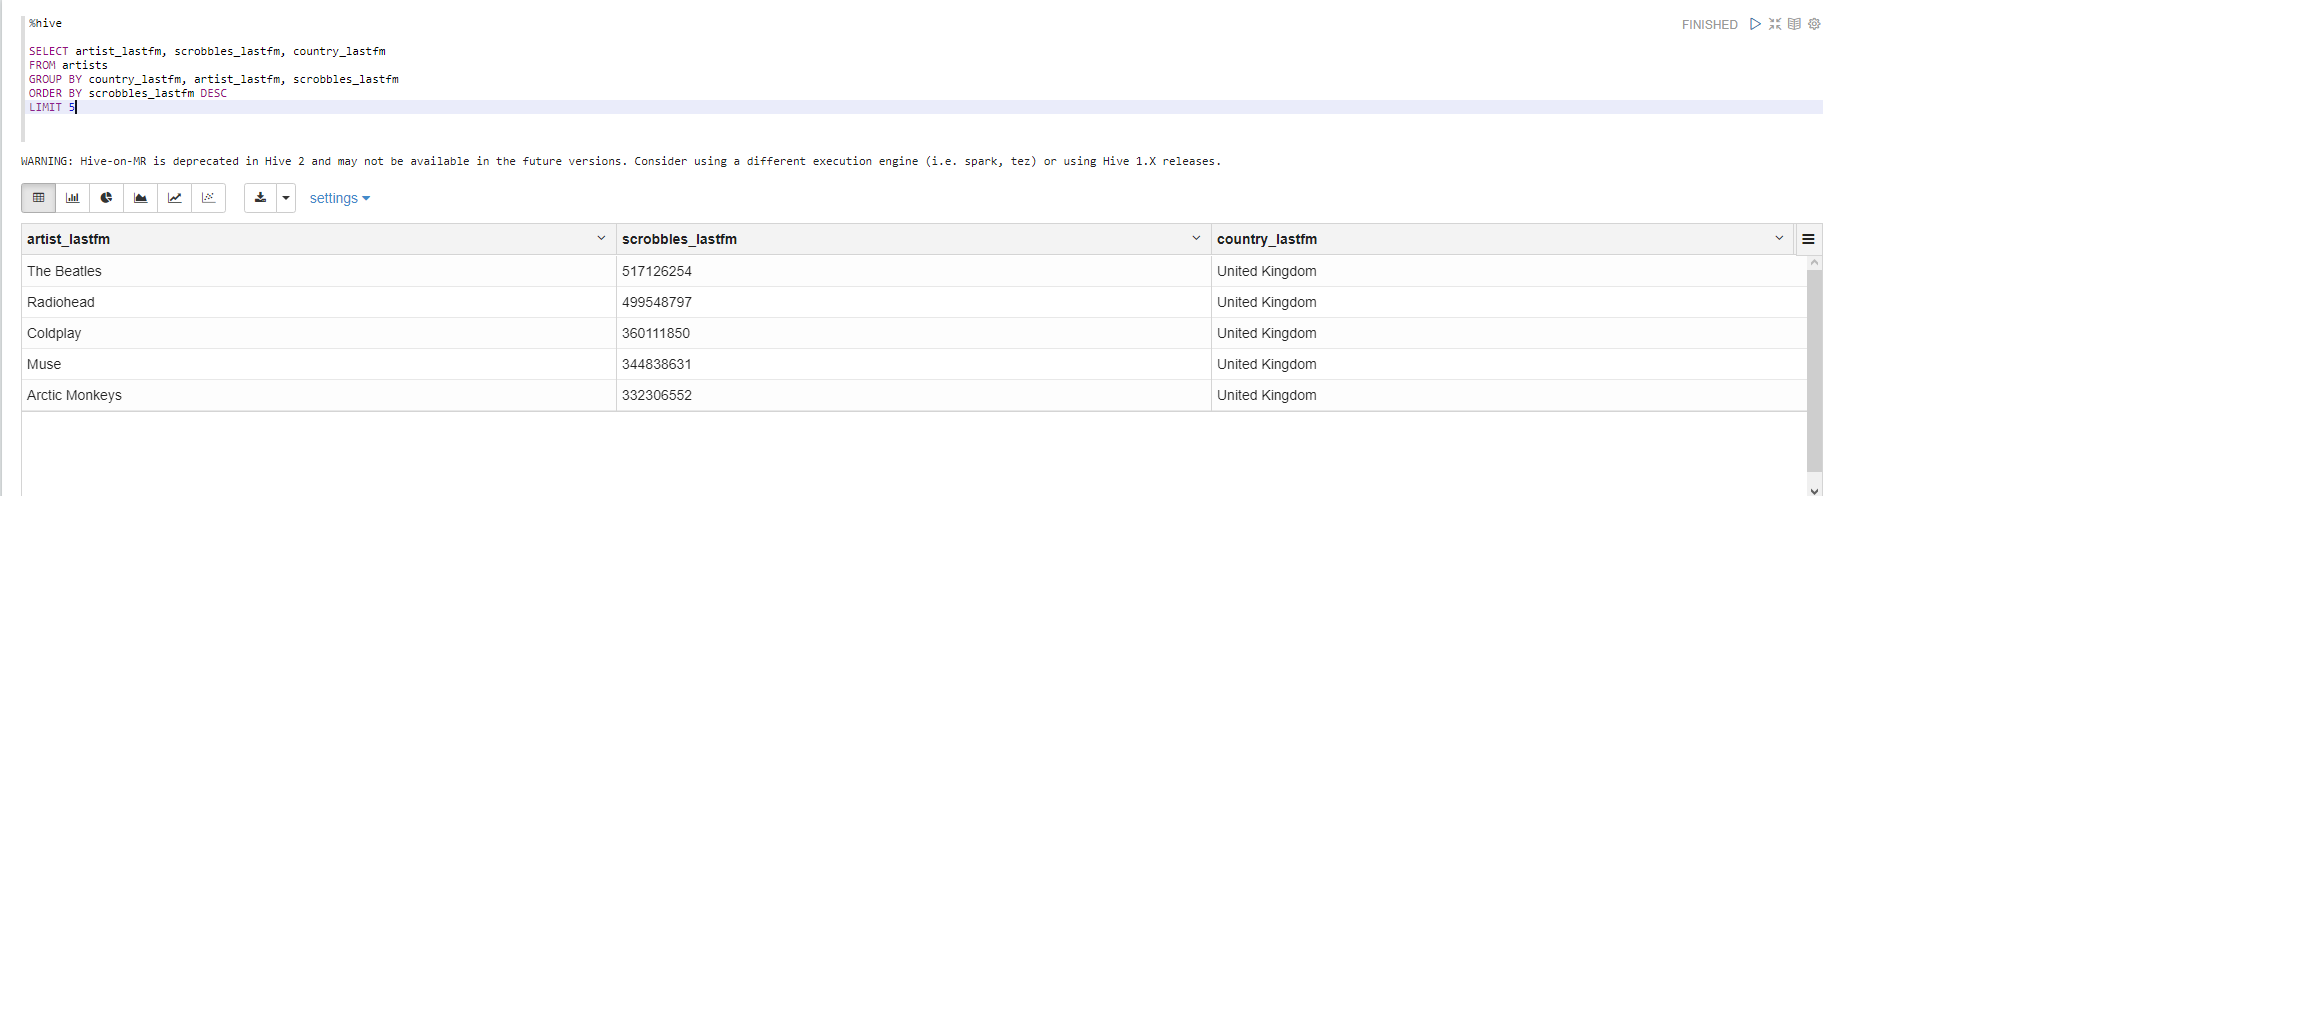 %hive
FINISHED
SELECT artist_lastfm, scrobbles_lastfm, country_lastfm
FROM artists
GROUP BY country_lastfm, artist_lastfm, scrobbles_lastfm
ORDER BY scrobbles_lastfm DESC
LIMIT 5
WARNING: Hive-on-MR is deprecated in Hive 2 and may not be available in the future versions. Consider using a different execution engine (i.e. spark, tez) or using Hive 1.X releases.
settings
artist_lastfm scrobbles_lastfm country_lastfm
The Beatles 517126254 United Kingdom
Radiohead 499548797 United Kingdom
Coldplay 360111850 United Kingdom
Muse 344838631 United Kingdom
Arctic Monkeys 332306552 United Kingdom